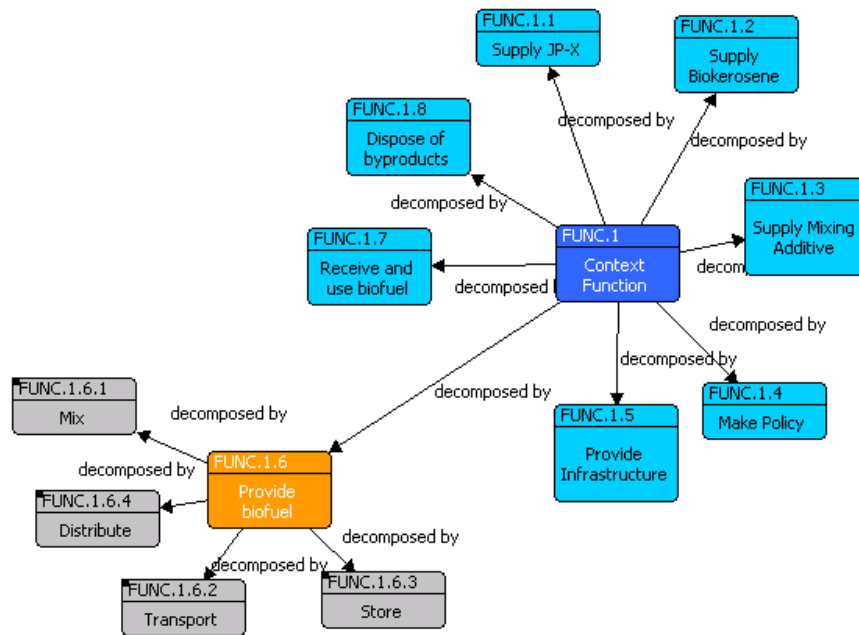 FUNC.1.1
Supply JP-X
FUNC.1.2
Supply
Biokerosene
FUNC.1.8
Dispose of
byproducts
decomposed by
decomposed by
decomposed by
FUNC.1.3
Supply Mixing
Additive
FUNC.1
Context
Function
FUNC.1.7
Receive and
use biofuel
decomposed b
decomp
decomposed by
decomposed by
decomposed by
FUNC.1.4
Make Policy
FUNC.1.5
Provide
Infrastructure
FUNC.1.6.1
Mix
decomposed by
decomposed by
FUNC.1.6
Provide
biofuel
FUNC.1.6.4
Distribute
decomposed by
decomposed by
FUNC.1.6.2
Transport
FUNC.1.6.3
Store